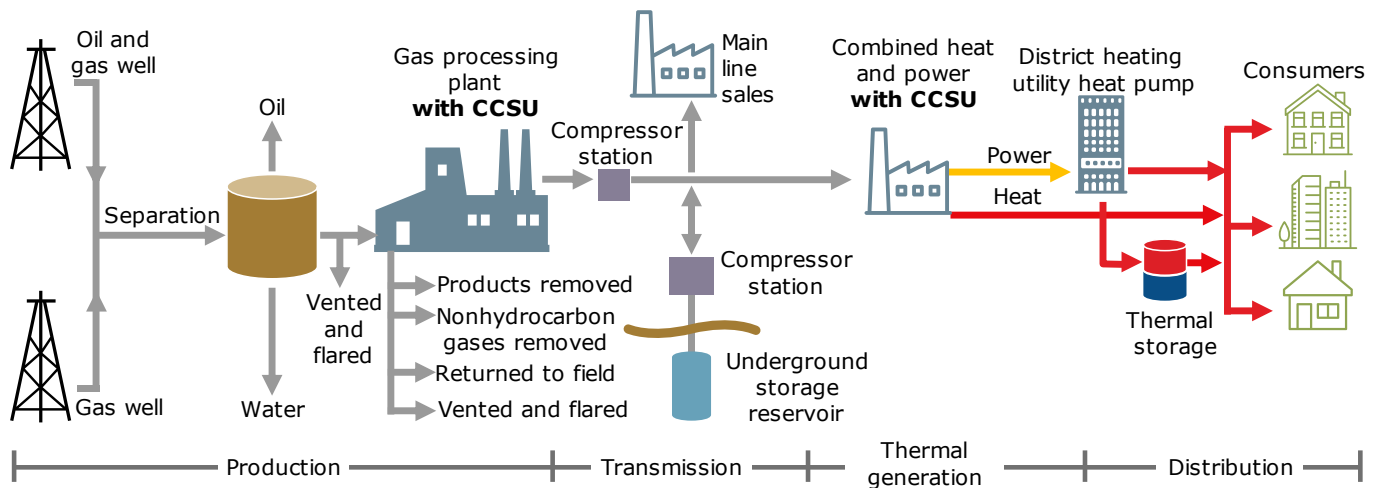 Oil and
gas well
Separation
Gas well
Oil
Water
Vented
and
flared
Gas processing
plant
with CCSU
Products removed
Nonhydrocarbon
gases removed
Returned to field
Vented and flared
Compressor
station
Main
line
sales
Compressor
station
Underground
storage
reservoir
Combined heat
and power
with CCSU
Power
Heat
District heating
utility heat pump
Thermal
storage
Consumers
Production
Transmission
Thermal
generation
Distribution